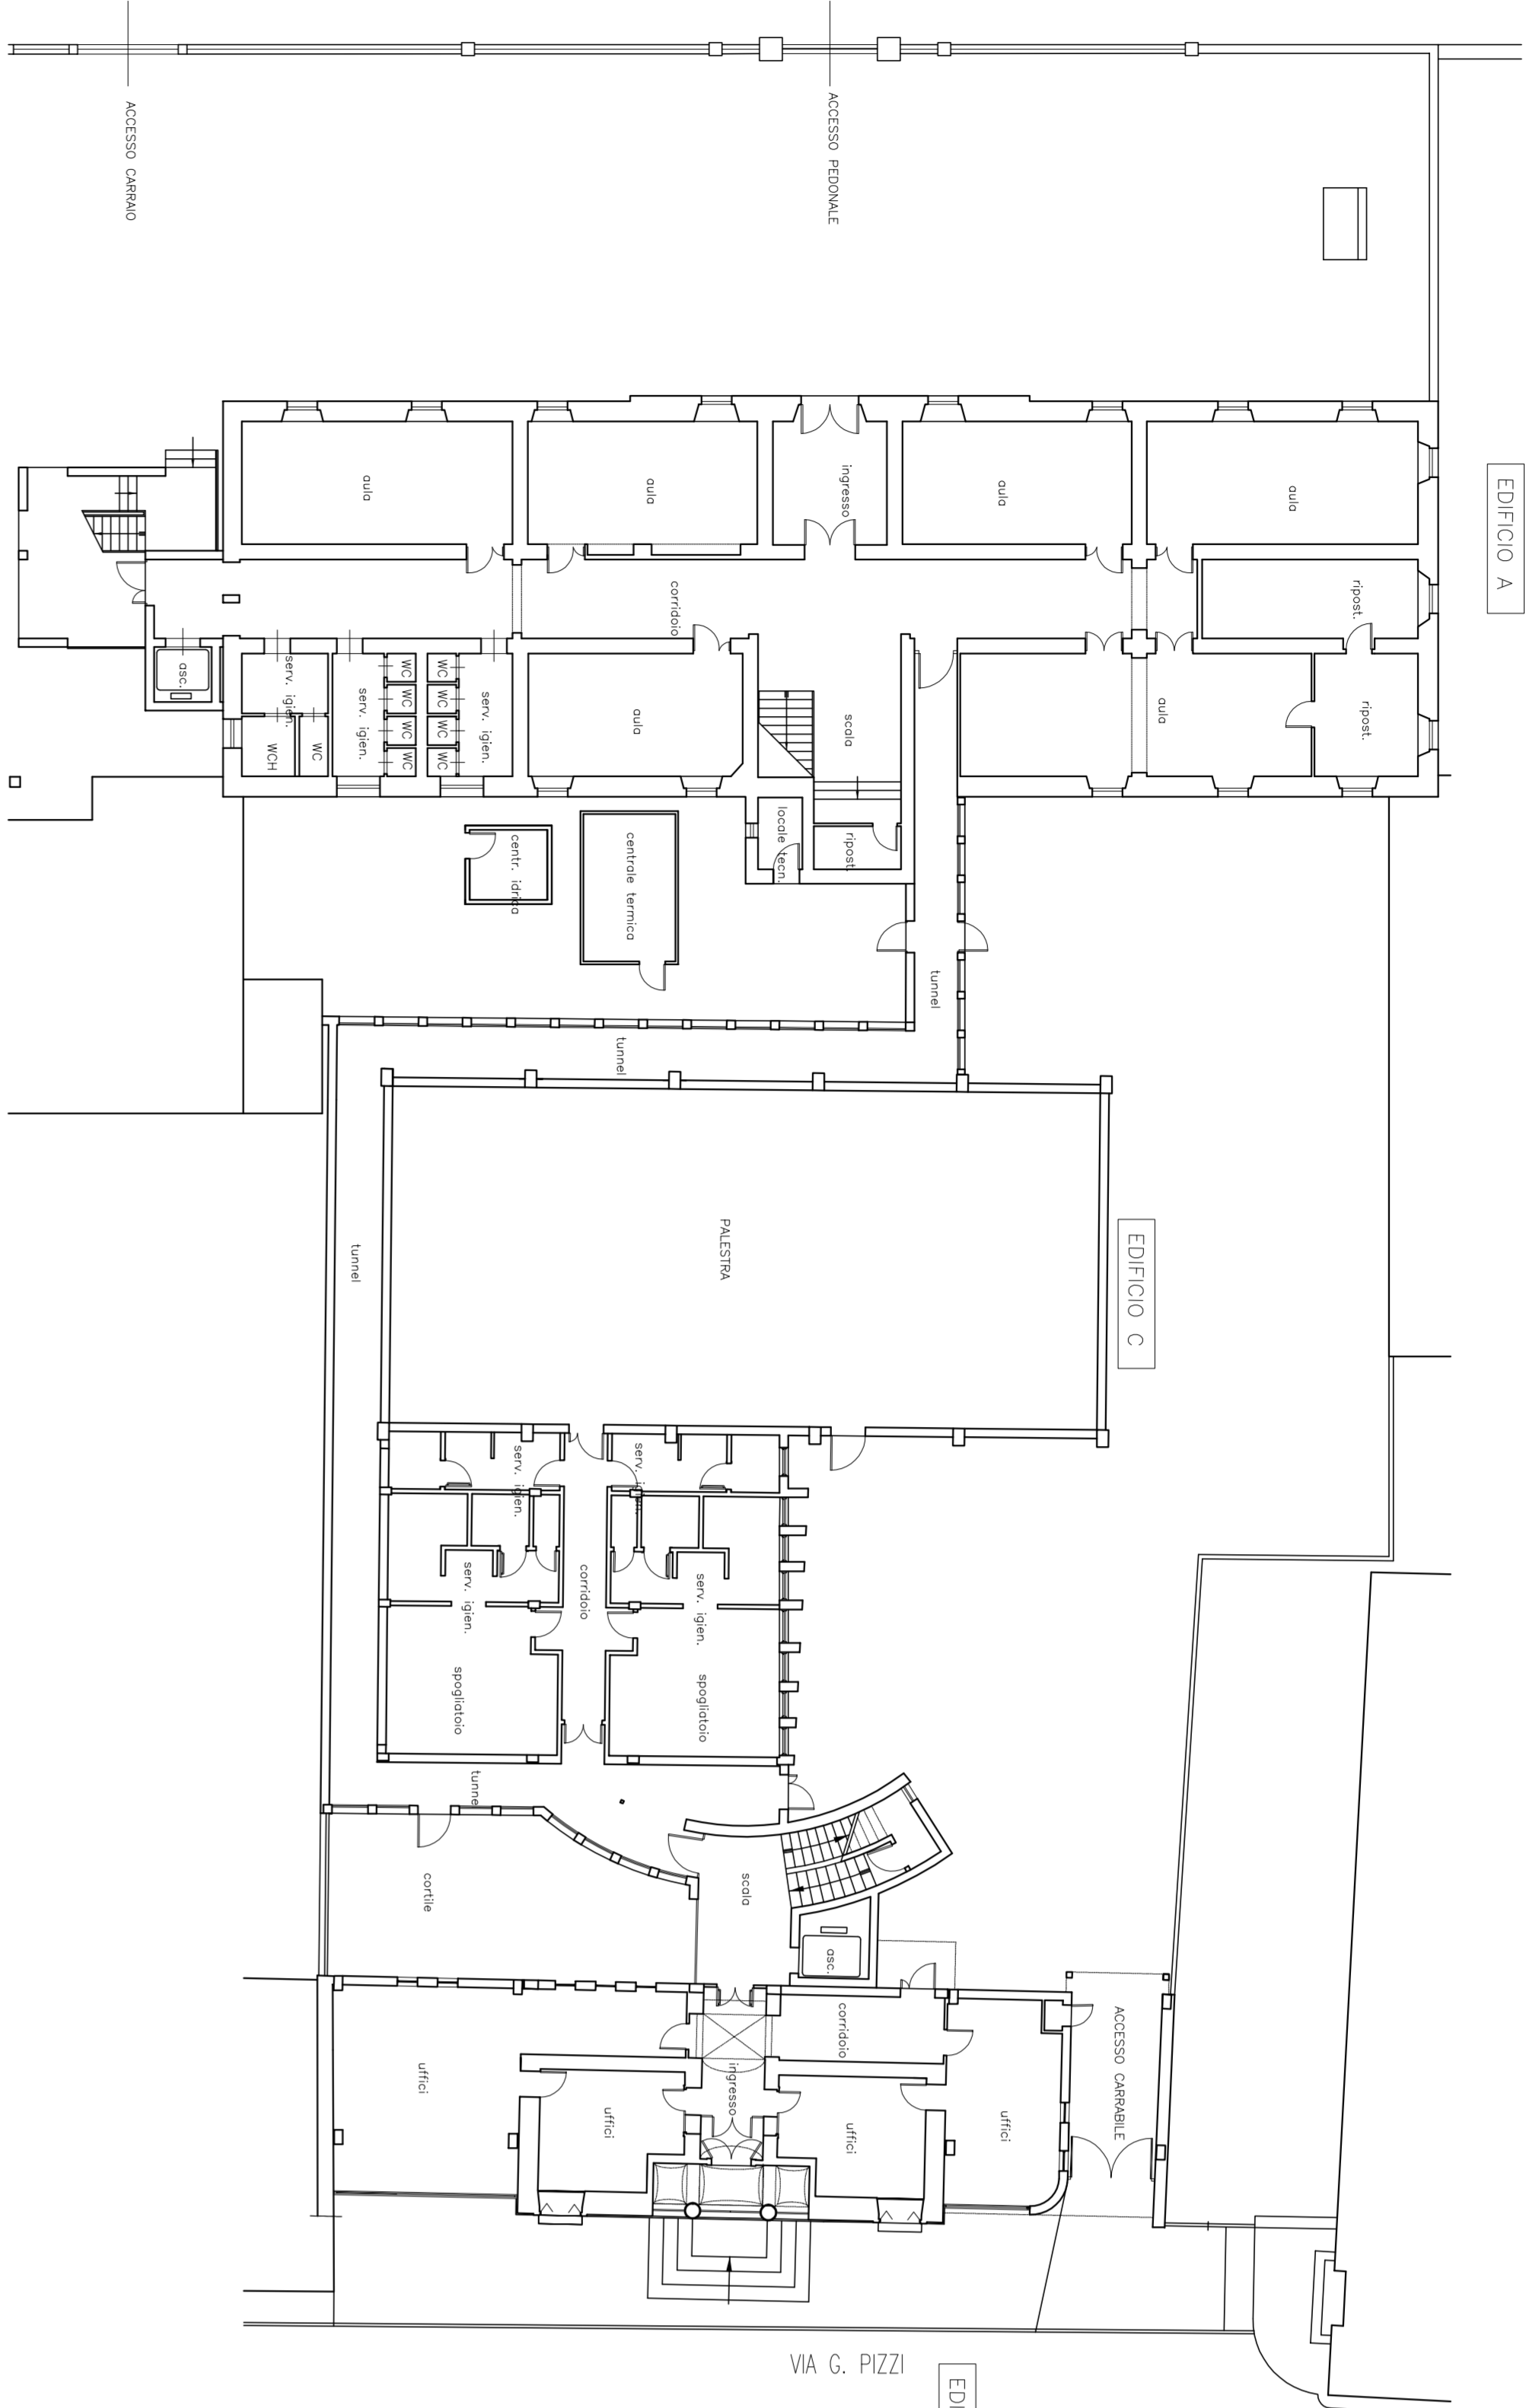 ACCESSO CARRAIO
ACCESSO PEDONALE
EDIFICIO A
aula
aula
ingresso
aula
aula
corridoio
ripost.
asc.
serv. igien.
WCH
WC
serv. igien.
WC
WC
WC
WC
WC
WC
WC
WC
serv. igien.
aula
scala
aula
ripost.
locale tecn.
ripost.
centr. idrica
centrale termica
tunnel
tunnel
tunnel
PALESTRA
EDIFICIO C
serv. igien.
serv. igien.
serv. igien.
corridoio
serv. igien.
spogliatoio
spogliatoio
tunnel
cortile
scala
asc.
corridoio
ACCESSO CARRABILE
uffici
ingresso
uffici
uffici
uffici
VIA G. PIZZI